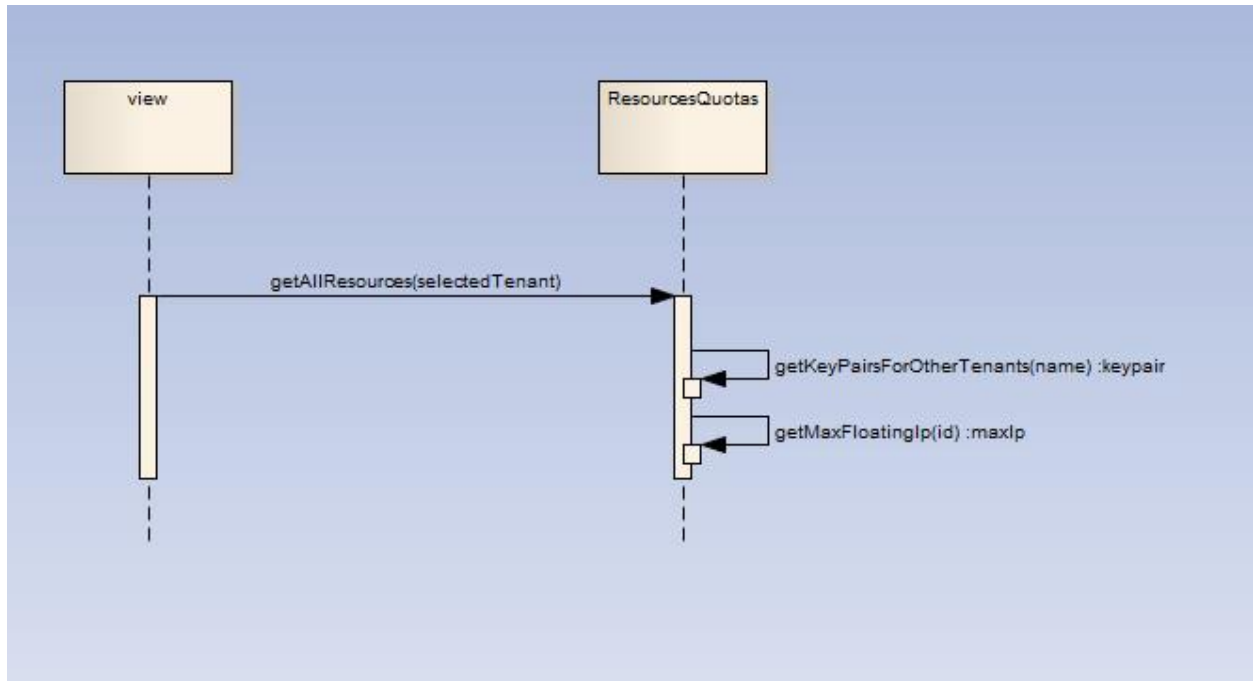 view
ResourcesQuotas
getAllResources(selectedTenant)
getKeyPairsForOtherTenants(name) :keypair
getMaxFloatingIp(id) :maxIp